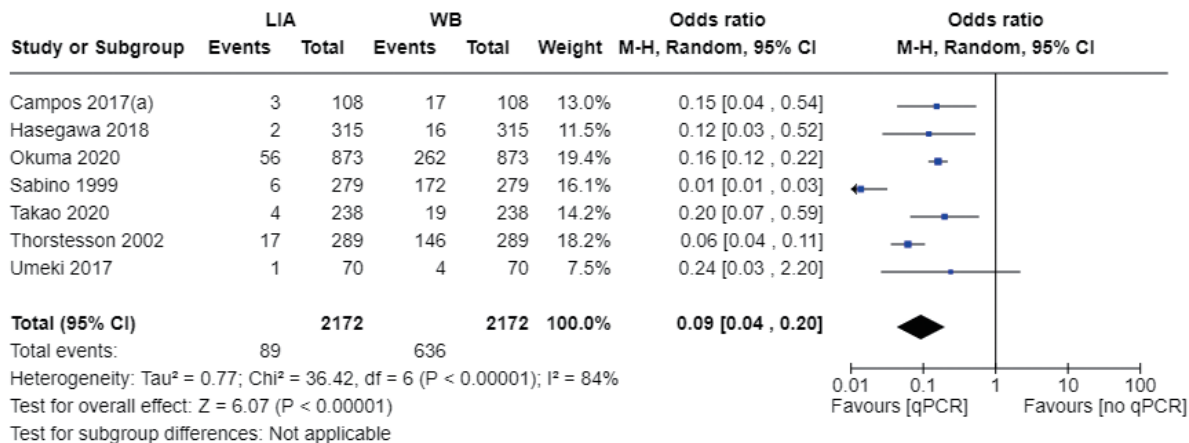 LIA WB Odds ratio Odds ratio
Study or Subgroup Events Total Events Total Weight M-H, Random, 95% CI M-H, Random, 95% CI
Campos 2017(a) 3 108 17 108 13.0% 0.15 [0.04 , 0.54]
Hasegawa 2018 2 315 16 315 11.5% 0.12 [0.03 , 0.52]
Okuma 2020 56 873 262 873 19.4% 0.16 [0.12 , 0.22]
Sabino 1999 6 279 172 279 16.1% 0.01 [0.01 , 0.03]
Takao 2020 4 238 19 238 14.2% 0.20 [0.07 , 0.59]
Thorstesson 2002 17 289 146 289 18.2% 0.06 [0.04 , 0.11]
Umeki 2017 1 70 4 70 7.5% 0.24 [0.03 , 2.20]
Total (95% CI) 2172 2172 100.0% 0.09 [0.04 , 0.20]
Total events: 89 636
Heterogeneity: Tau² = 0.77; Chi² = 36.42, df = 6 (P < 0.00001); I² = 84%
0.01 0.1 1 10 100
Test for overall effect: Z = 6.07 (P < 0.00001)
Favours [qPCR] Favours [no qPCR]
Test for subgroup differences: Not applicable